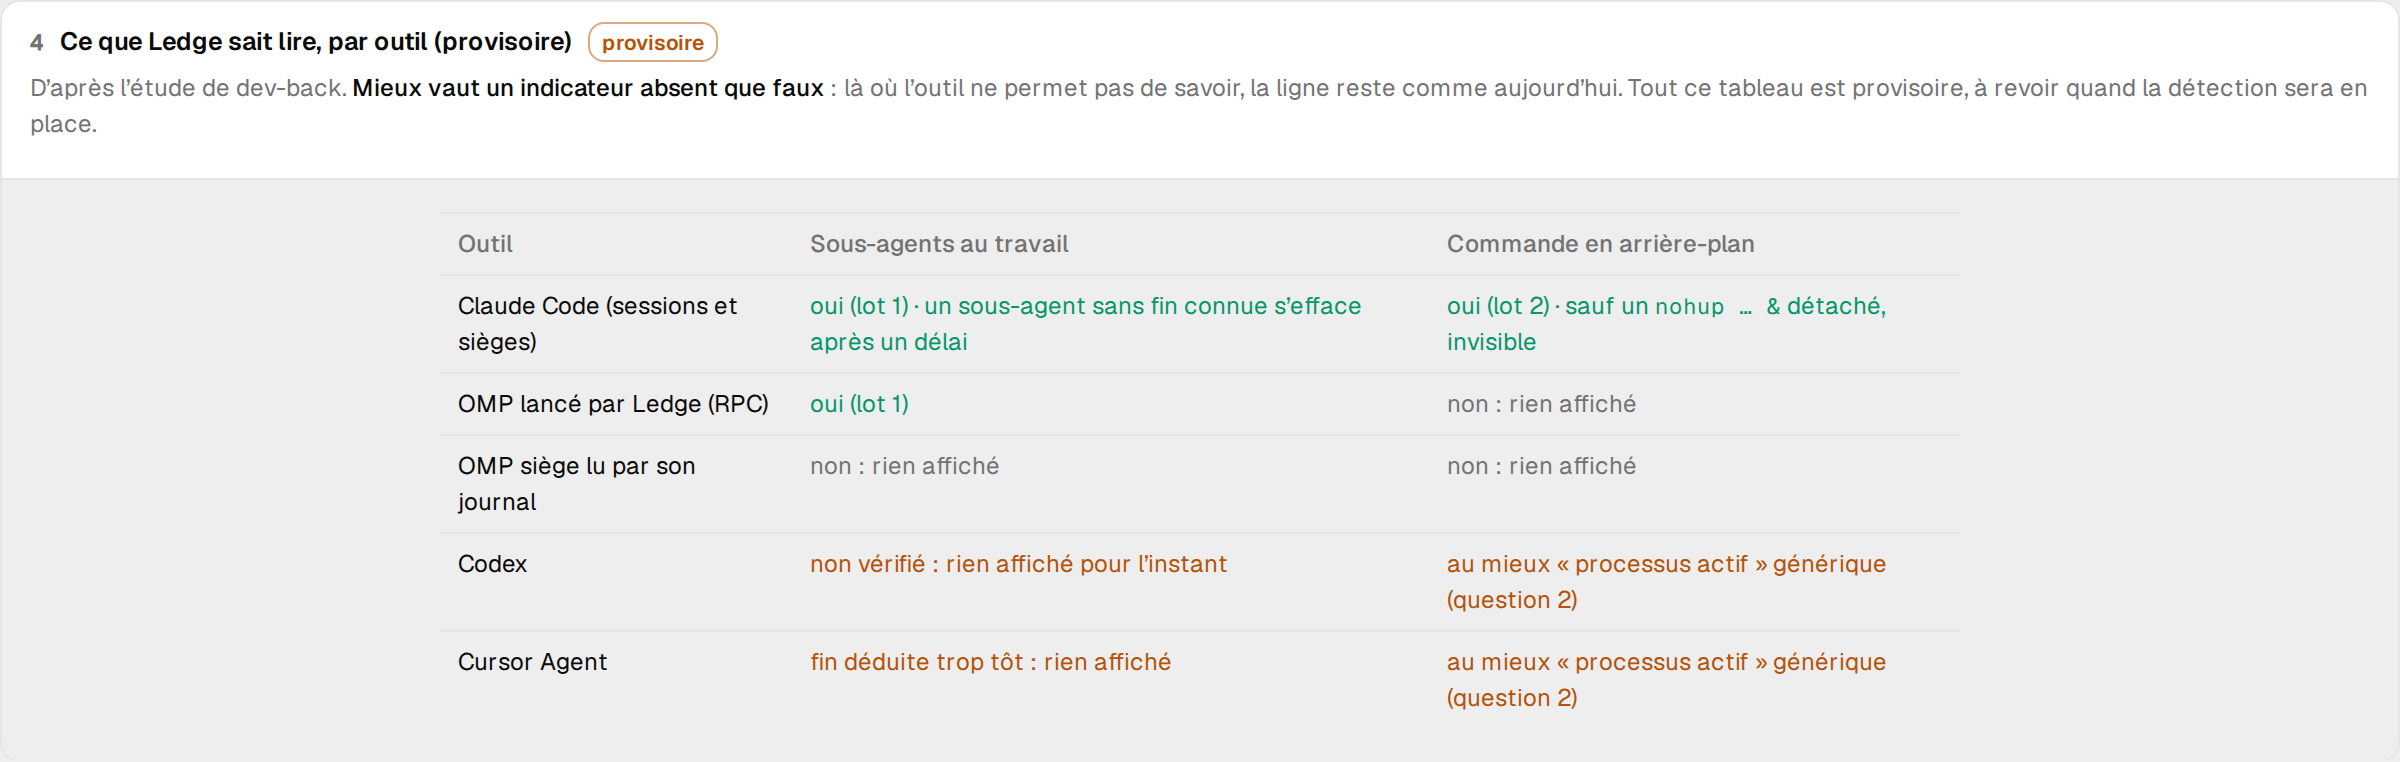 4 Ce que Ledge sait lire, par outil (provisoire) provisoire
D’après l’étude de dev-back. Mieux vaut un indicateur absent que faux : là où l’outil ne permet pas de savoir, la ligne reste comme aujourd’hui. Tout ce tableau est provisoire, à revoir quand la détection sera en
place.
Outil Sous-agents au travail Commande en arrière-plan
Claude Code (sessions et oui (lot 1) · un sous-agent sans fin connue s’efface oui (lot 2) · sauf un nohup … & détaché,
sièges) après un délai invisible
OMP lancé par Ledge (RPC) oui (lot 1) non : rien affiché
OMP siège lu par son non : rien affiché non : rien affiché
journal
Codex non vérifié : rien affiché pour l’instant au mieux « processus actif » générique
(question 2)
Cursor Agent fin déduite trop tôt : rien affiché au mieux « processus actif » générique
(question 2)